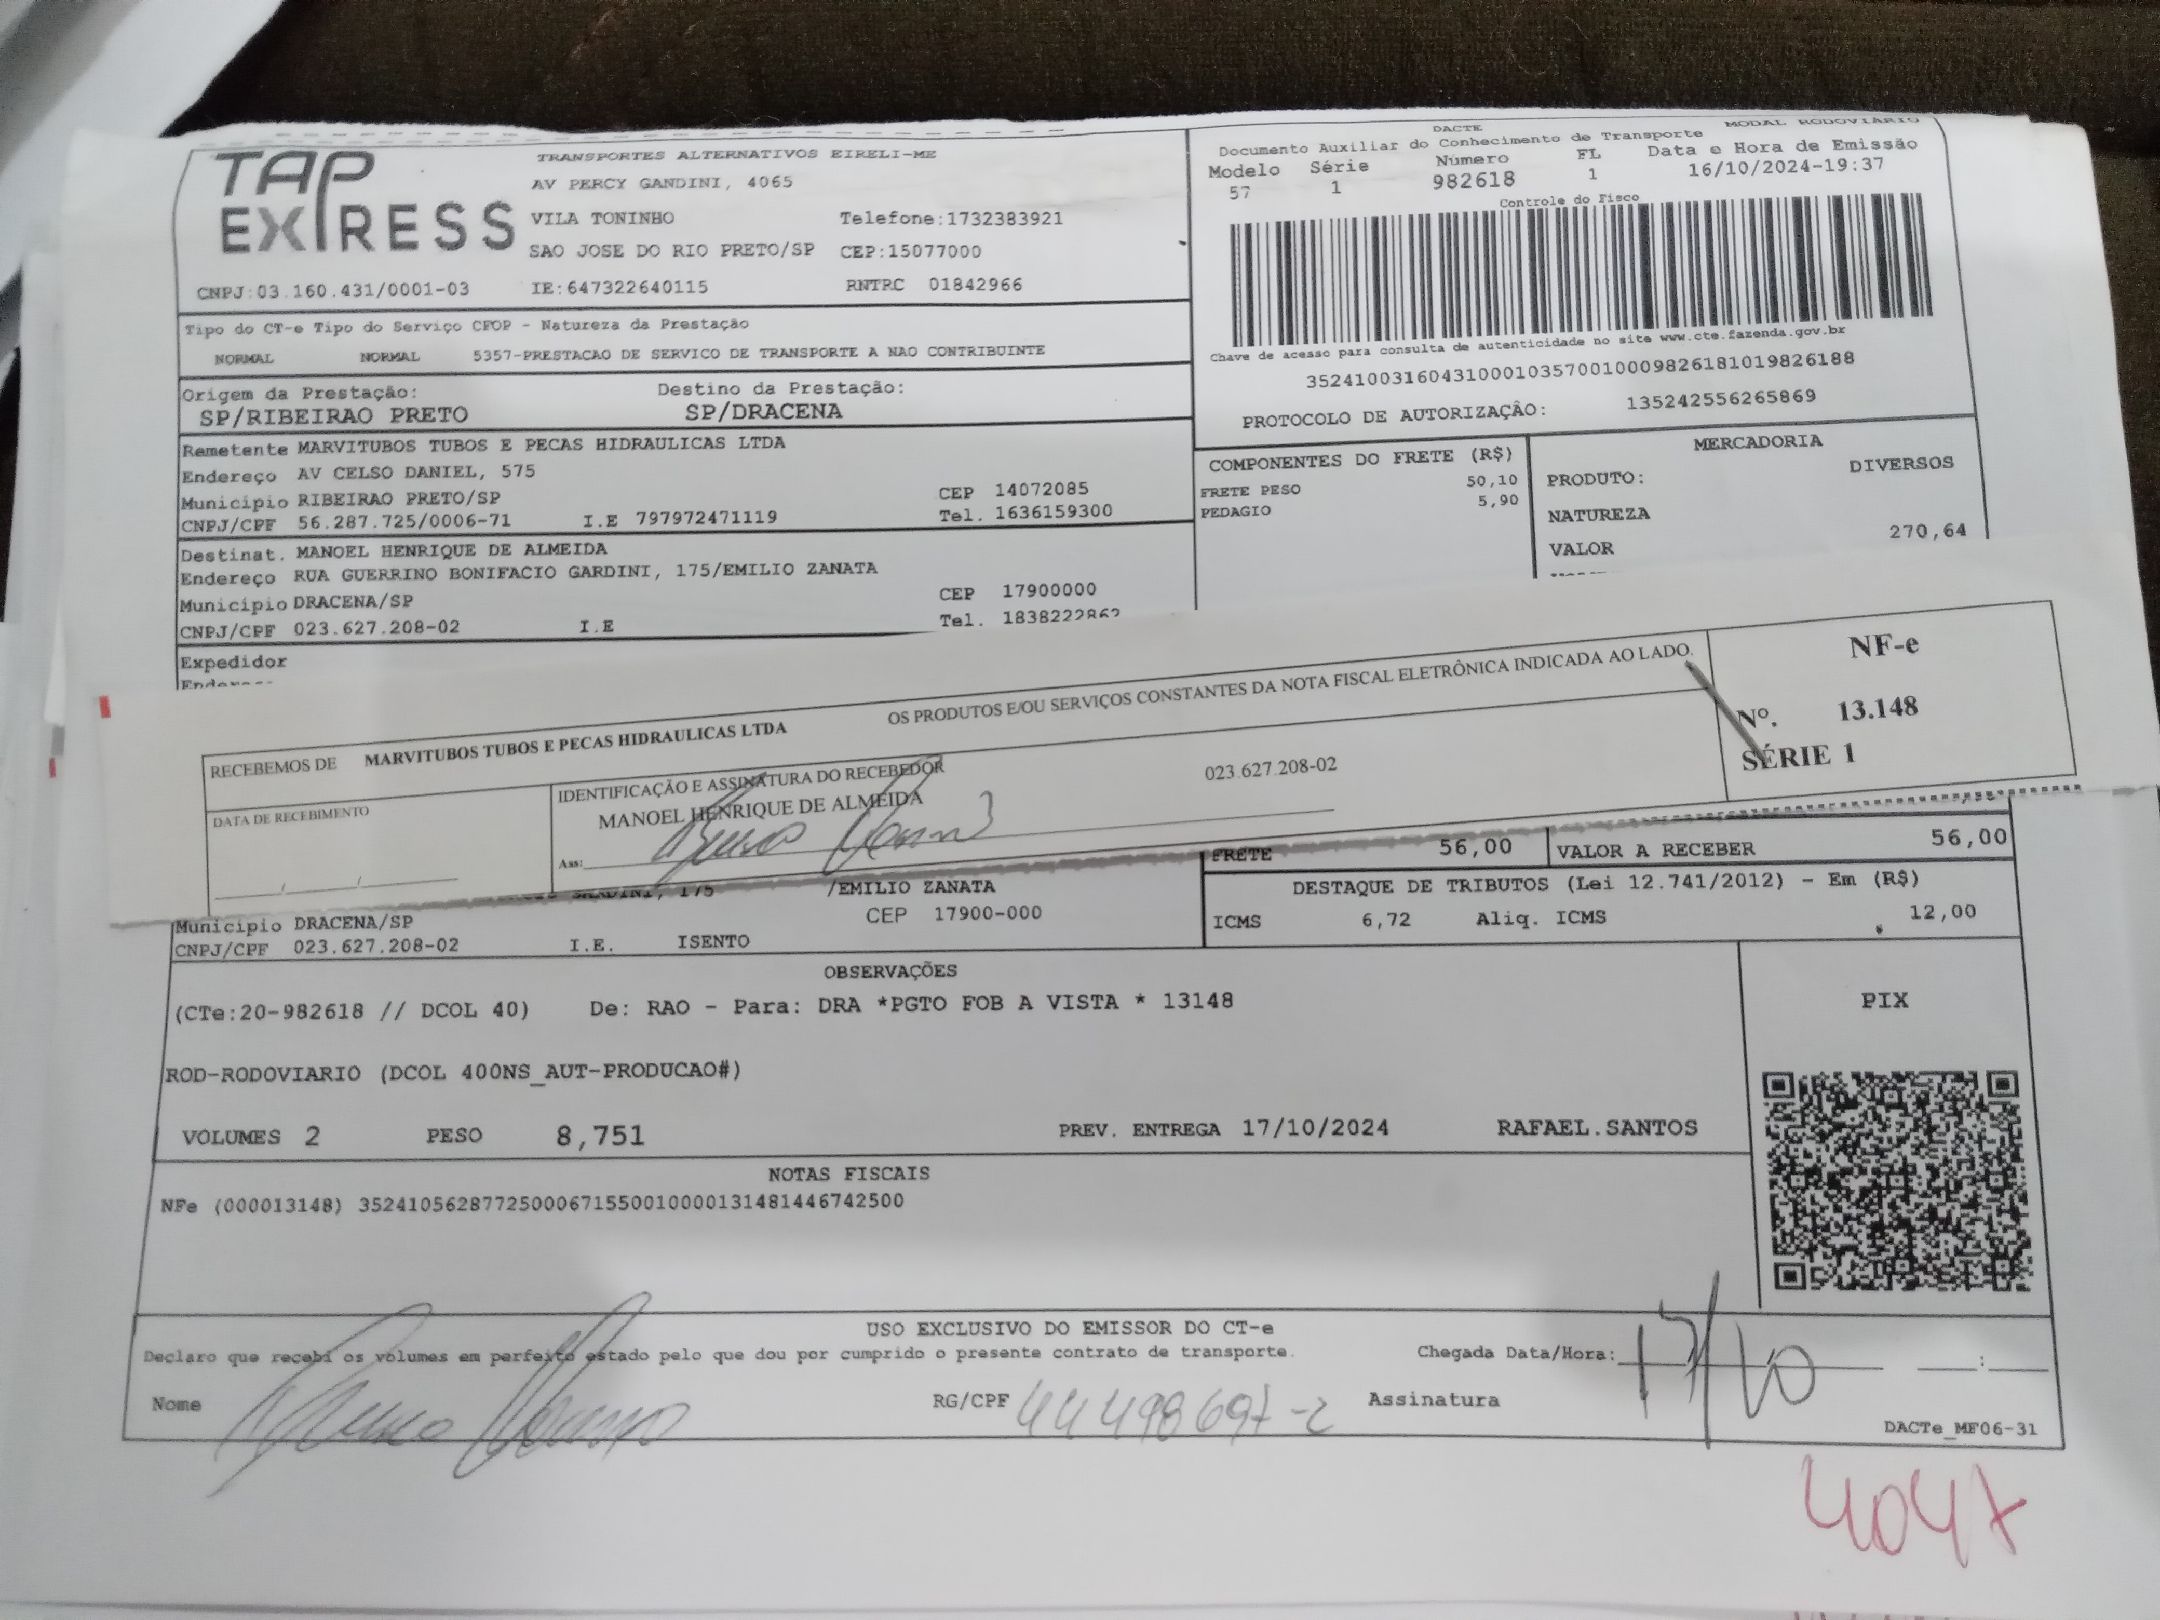 TAP EXPRESS
TRANSPORTES ALTERNATIVOS EIRELI-ME
AV PERCY GANDINI, 4065
VILA TONINHO Telefone:1732383921
SAO JOSE DO RIO PRETO/SP CEP:15077000
CNPJ:03.160.431/0001-03 IE:647322640115 RNTRC 01842966
DACTE MODAL RODOVIÁRIO
Documento Auxiliar do Conhecimento de Transporte
Modelo Série Número FL Data e Hora de Emissão
57 1 982618 1 16/10/2024-19:37
Controle do Fisco
Chave de acesso para consulta de autenticidade no site www.cte.fazenda.gov.br
35241003160431000103570010009826181019826188
PROTOCOLO DE AUTORIZAÇÃO: 135242556265869
Tipo do CT-e Tipo do Serviço CFOP - Natureza da Prestação
NORMAL NORMAL 5357-PRESTACAO DE SERVICO DE TRANSPORTE A NAO CONTRIBUINTE
Origem da Prestação: Destino da Prestação:
SP/RIBEIRAO PRETO SP/DRACENA
Remetente MARVITUBOS TUBOS E PECAS HIDRAULICAS LTDA
Endereço AV CELSO DANIEL, 575
Município RIBEIRAO PRETO/SP CEP 14072085
CNPJ/CPF 56.287.725/0006-71 I.E 797972471119 Tel. 1636159300
COMPONENTES DO FRETE (R$)
FRETE PESO 50,10
PEDAGIO 5,90
MERCADORIA
PRODUTO: DIVERSOS
NATUREZA
VALOR 270,64
Destinat. MANOEL HENRIQUE DE ALMEIDA
Endereço RUA GUERRINO BONIFACIO GARDINI, 175/EMILIO ZANATA
Município DRACENA/SP CEP 17900000
CNPJ/CPF 023.627.208-02 I.E Tel. 1838222862
Expedidor
RECEBEMOS DE MARVITUBOS TUBOS E PECAS HIDRAULICAS LTDA OS PRODUTOS E/OU SERVIÇOS CONSTANTES DA NOTA FISCAL ELETRÔNICA INDICADA AO LADO.
NF-e
Nº. 13.148
SÉRIE 1
DATA DE RECEBIMENTO
IDENTIFICAÇÃO E ASSINATURA DO RECEBEDOR
MANOEL HENRIQUE DE ALMEIDA 023.627.208-02
Ass:
FRETE 56,00 VALOR A RECEBER 56,00
GARDINI, 175 /EMILIO ZANATA
Município DRACENA/SP CEP 17900-000
CNPJ/CPF 023.627.208-02 I.E. ISENTO
DESTAQUE DE TRIBUTOS (Lei 12.741/2012) - Em (R$)
ICMS 6,72 Aliq. ICMS 12,00
OBSERVAÇÕES
(CTe:20-982618 // DCOL 40) De: RAO - Para: DRA *PGTO FOB A VISTA * 13148
PIX
ROD-RODOVIARIO (DCOL 400NS_AUT-PRODUCAO#)
VOLUMES 2 PESO 8,751 PREV. ENTREGA 17/10/2024 RAFAEL.SANTOS
NOTAS FISCAIS
NFe (000013148) 35241056287725000671550010000131481446742500
USO EXCLUSIVO DO EMISSOR DO CT-e
Declaro que recebi os volumes em perfeito estado pelo que dou por cumprido o presente contrato de transporte. Chegada Data/Hora: 17/10 :
Nome RG/CPF 44498697-2 Assinatura
DACTe_MF06-31
4047